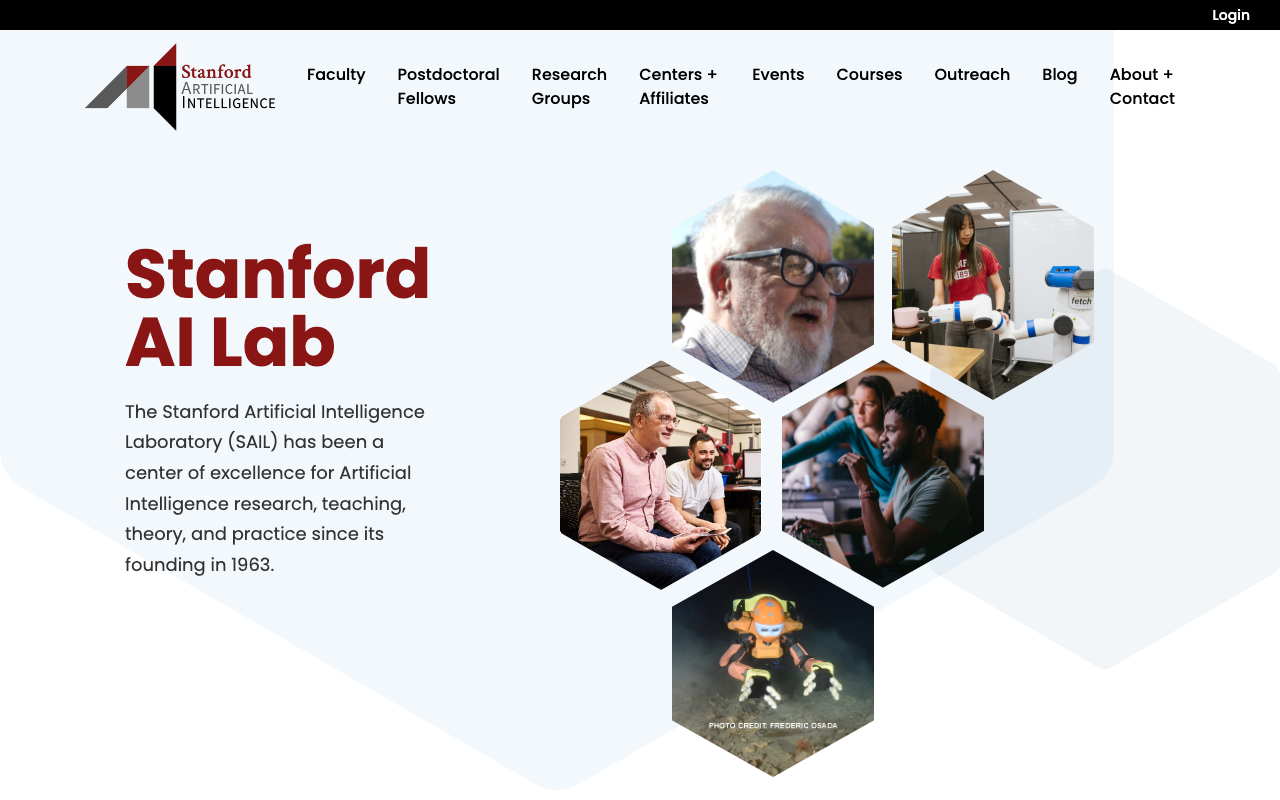 Login
Stanford
ARTIFICIAL
INTELLIGENCE
Faculty
Postdoctoral
Fellows
Research
Groups
Centers +
Affiliates
Events
Courses
Outreach
Blog
About +
Contact
Stanford
AI Lab
The Stanford Artificial Intelligence
Laboratory (SAIL) has been a
center of excellence for Artificial
Intelligence research, teaching,
theory, and practice since its
founding in 1963.
fetch
PHOTO CREDIT: FREDERIC OSADA